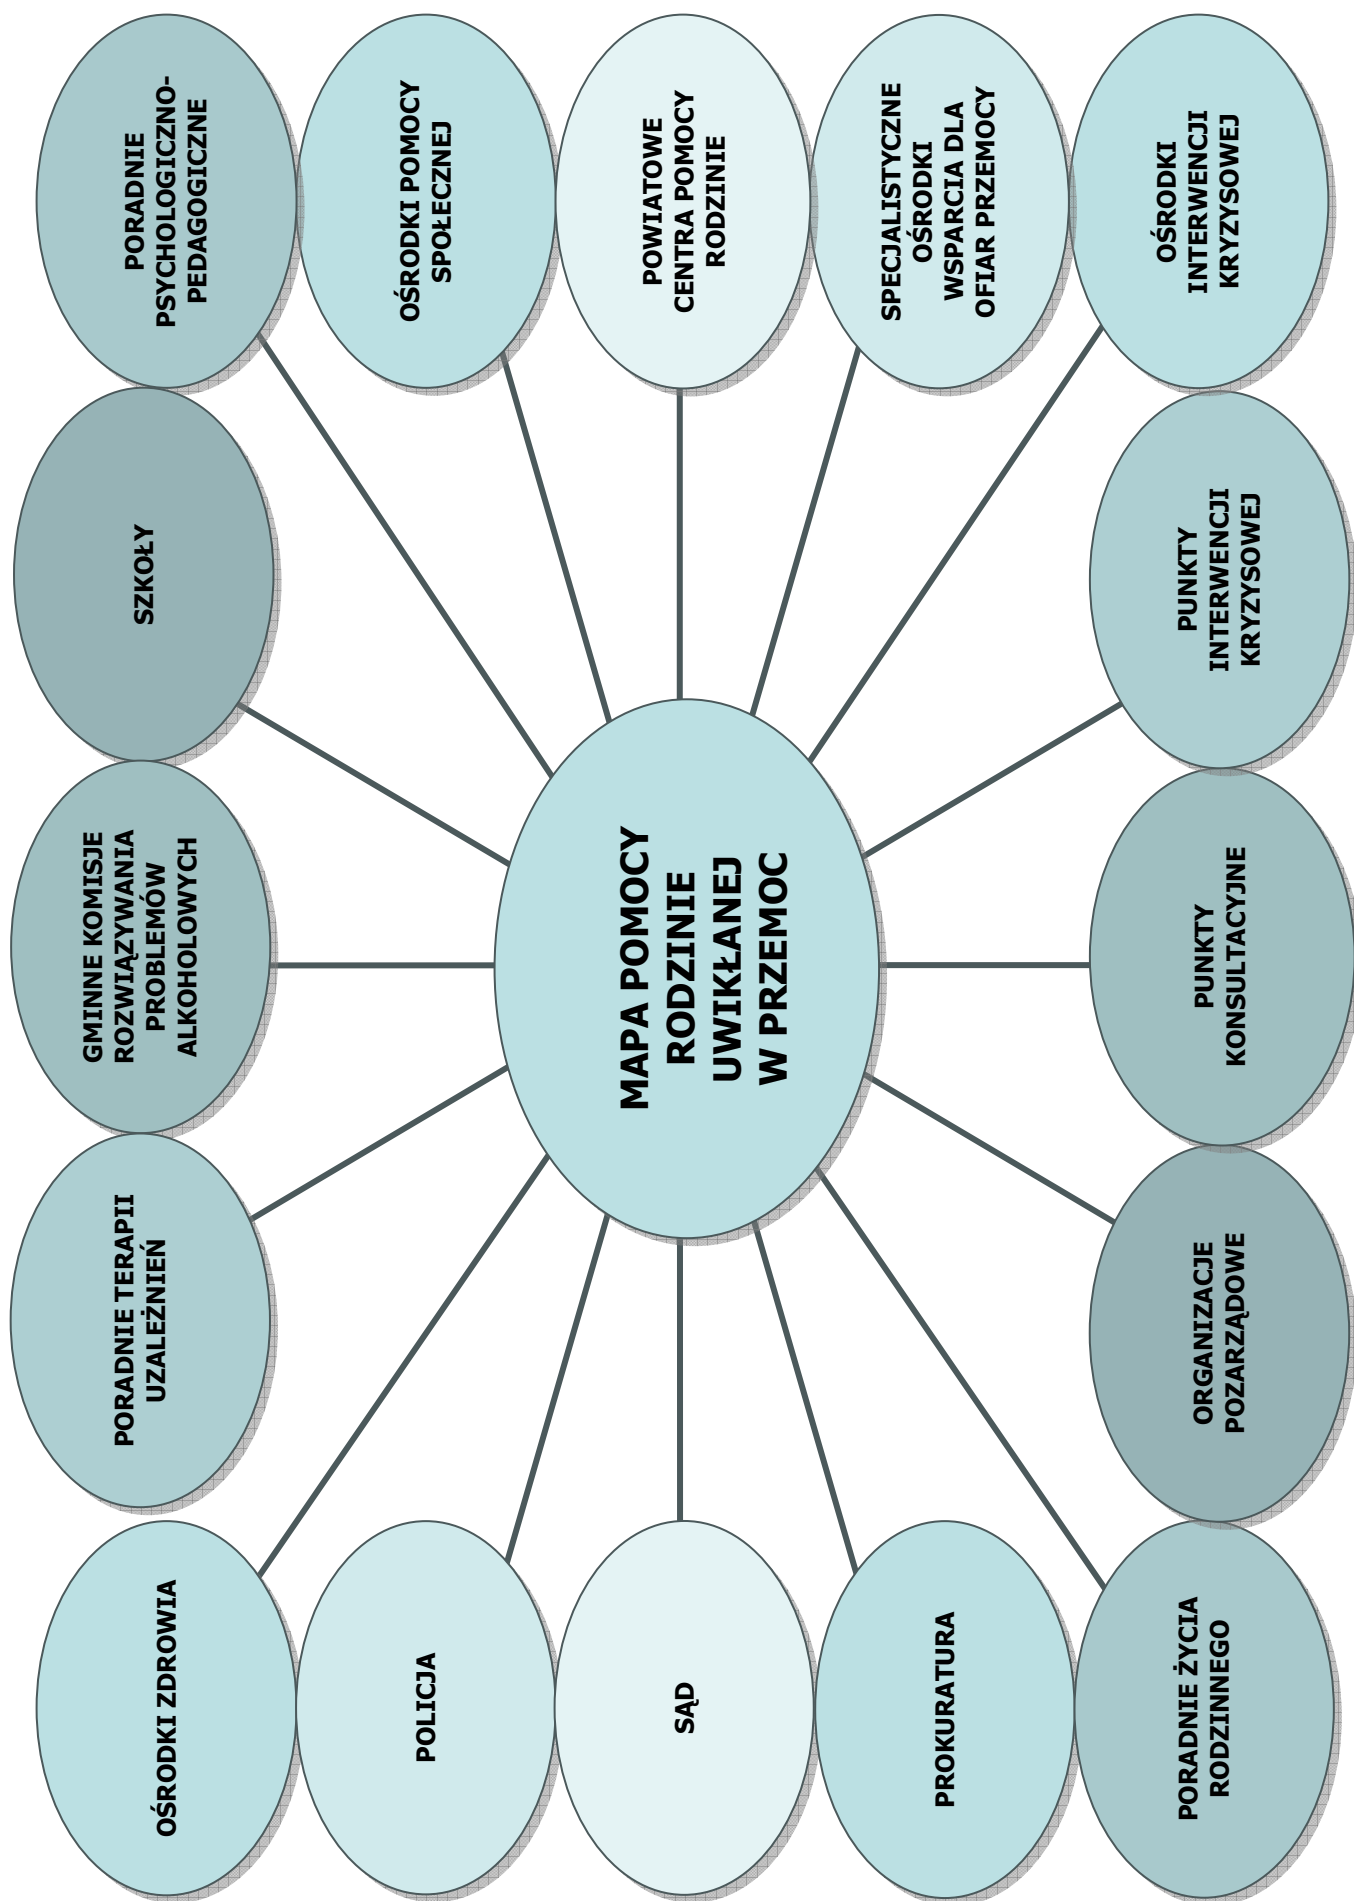 OŚRODKI ZDROWIA
PORADNIE TERAPII
UZALEŻNIEŃ
GMINNE KOMISJE
ROZWIĄZYWANIA
PROBLEMÓW
ALKOHOLOWYCH
SZKOŁY
PORADNIE
PSYCHOLOGICZNO-
PEDAGOGICZNE
POLICJA
OŚRODKI POMOCY
SPOŁECZNEJ
SĄD
MAPA POMOCY
RODZINIE
UWIKŁANEJ
W PRZEMOC
POWIATOWE
CENTRA POMOCY
RODZINIE
PROKURATURA
SPECJALISTYCZNE
OŚRODKI
WSPARCIA DLA
OFIAR PRZEMOCY
PORADNIE ŻYCIA
RODZINNEGO
ORGANIZACJE
POZARZĄDOWE
PUNKTY
KONSULTACYJNE
PUNKTY
INTERWENCJI
KRYZYSOWEJ
OŚRODKI
INTERWENCJI
KRYZYSOWEJ